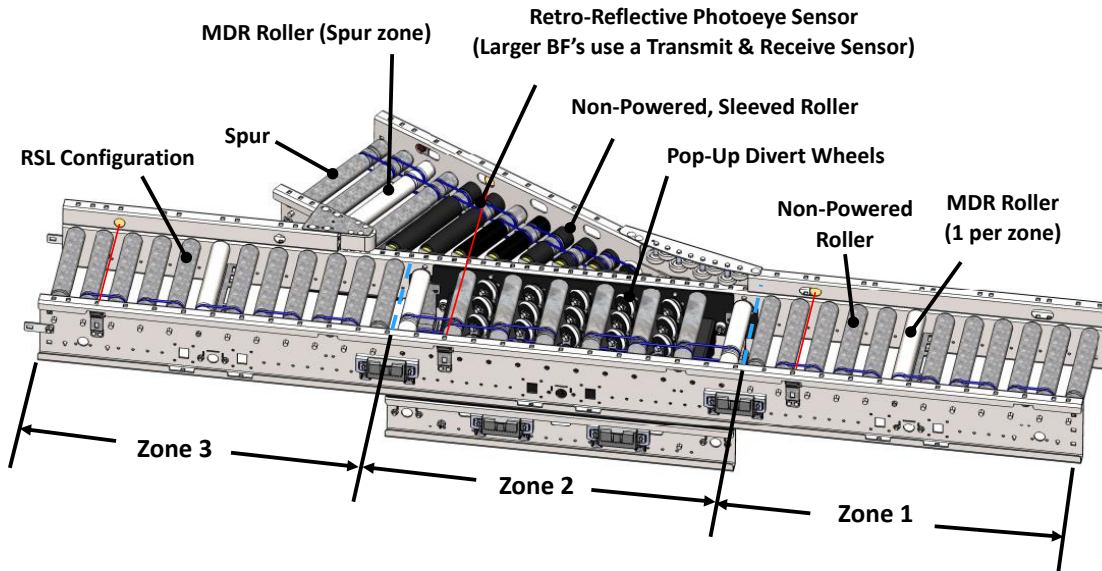 Retro-Reflective Photoeye Sensor
(Larger BF's use a Transmit & Receive Sensor)
MDR Roller (Spur zone)
Non-Powered, Sleeved Roller
Spur
RSL Configuration
Pop-Up Divert Wheels
Non-Powered
Roller
MDR Roller
(1 per zone)
Zone 3
Zone 2
Zone 1